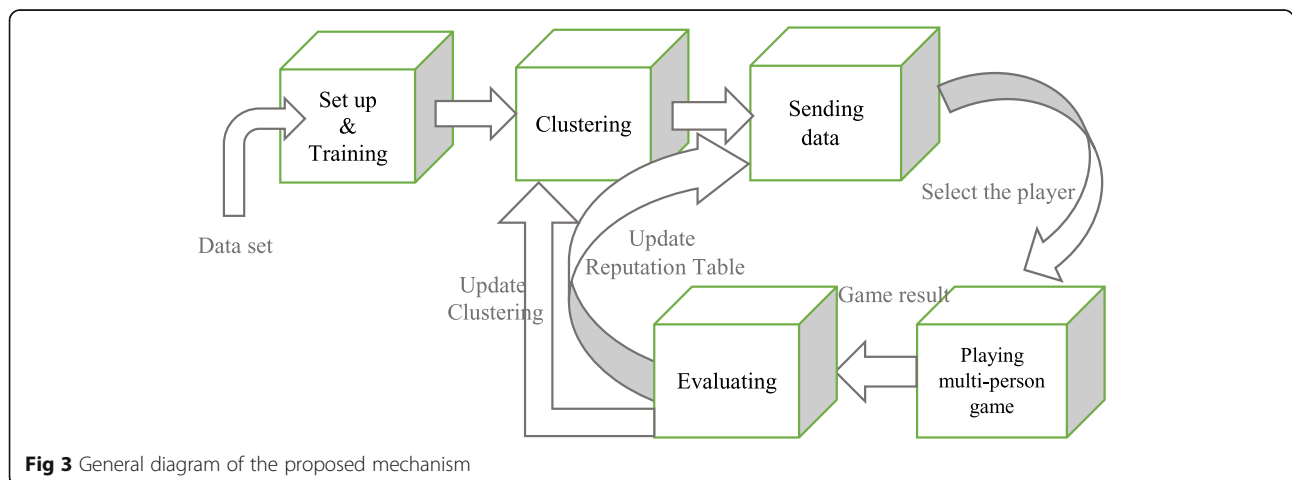 Set up
&
Training
Clustering
Sending
data
Data set
Select the player
Update
Reputation Table
Update
Clustering
Game result
Evaluating
Playing
multi-person
game
Fig 3 General diagram of the proposed mechanism